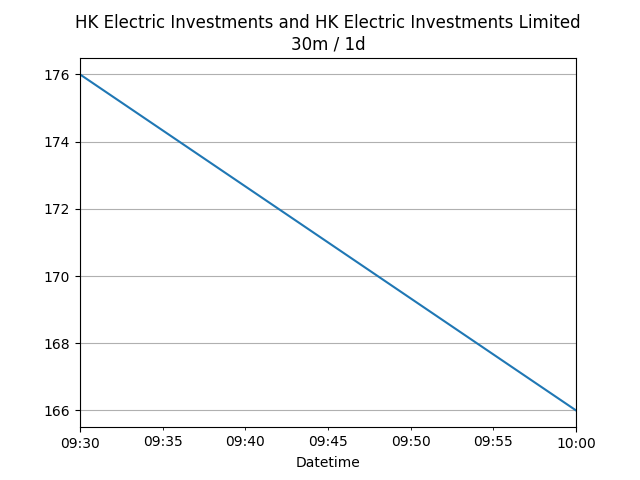 HK Electric Investments and HK Electric Investments Limited
30m / 1d
176
174
172
170
168
166
09:30 09:35 09:40 09:45 09:50 09:55 10:00
Datetime